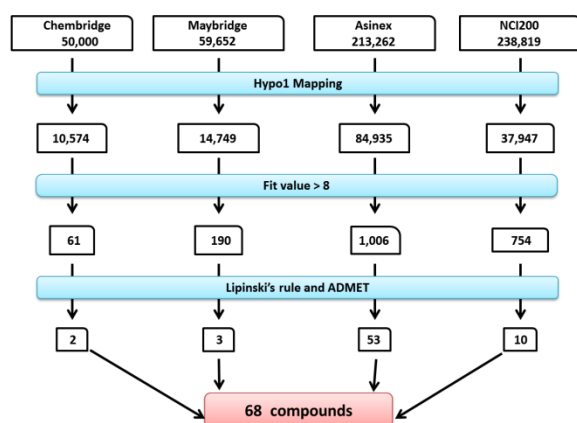 Chembridge
50,000
Maybridge
59,652
Asinex
213,262
NCI200
238,819
Hypo1 Mapping
10,574
14,749
84,935
37,947
Fit value > 8
61
190
1,006
754
Lipinski's rule and ADMET
2
3
53
10
68 compounds